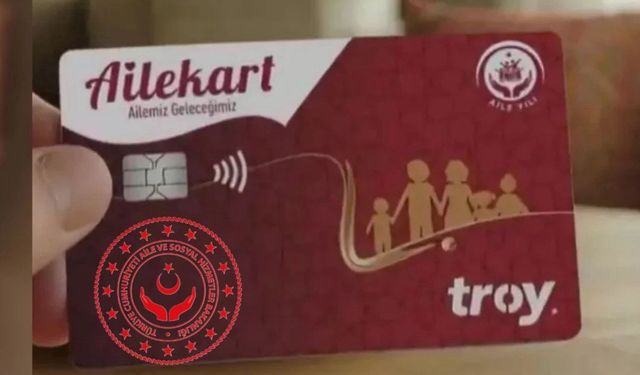 Ailekart
Ailemiz Geleceğimiz
AİLE YILI
TÜRKİYE CUMHURİYETİ AİLE VE SOSYAL HİZMETLER BAKANLIĞI
troy.